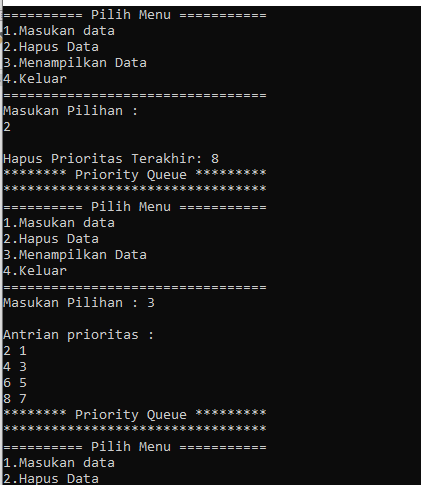 ========== Pilih Menu ===========
1.Masukan data
2.Hapus Data
3.Menampilkan Data
4.Keluar
=================================
Masukan Pilihan :
2
Hapus Prioritas Terakhir: 8
******** Priority Queue *********
*********************************
========== Pilih Menu ===========
1.Masukan data
2.Hapus Data
3.Menampilkan Data
4.Keluar
=================================
Masukan Pilihan : 3
Antrian prioritas :
2 1
4 3
6 5
8 7
******** Priority Queue *********
*********************************
========== Pilih Menu ===========
1.Masukan data
2.Hapus Data